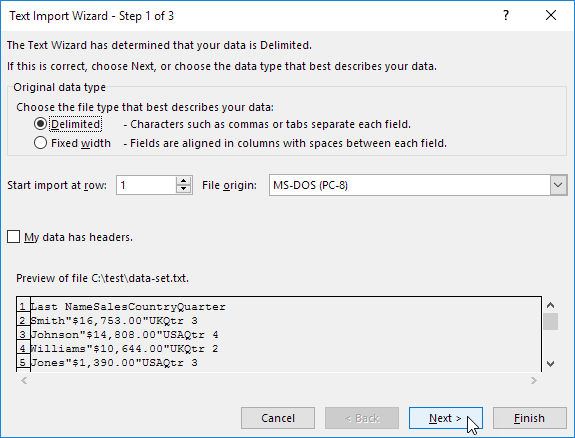 Text Import Wizard - Step 1 of 3
The Text Wizard has determined that your data is Delimited.
If this is correct, choose Next, or choose the data type that best describes your data.
Original data type
Choose the file type that best describes your data:
Delimited - Characters such as commas or tabs separate each field.
Fixed width - Fields are aligned in columns with spaces between each field.
Start import at row: 1 File origin: MS-DOS (PC-8)
My data has headers.
Preview of file C:\test\data-set.txt.
1 Last NameSalesCountryQuarter
2 Smith"$16,753.00"UKQtr 3
3 Johnson"$14,808.00"USAQtr 4
4 Williams"$10,644.00"UKQtr 2
5 Jones"$1,390.00"USAQtr 3
Cancel < Back Next > Finish